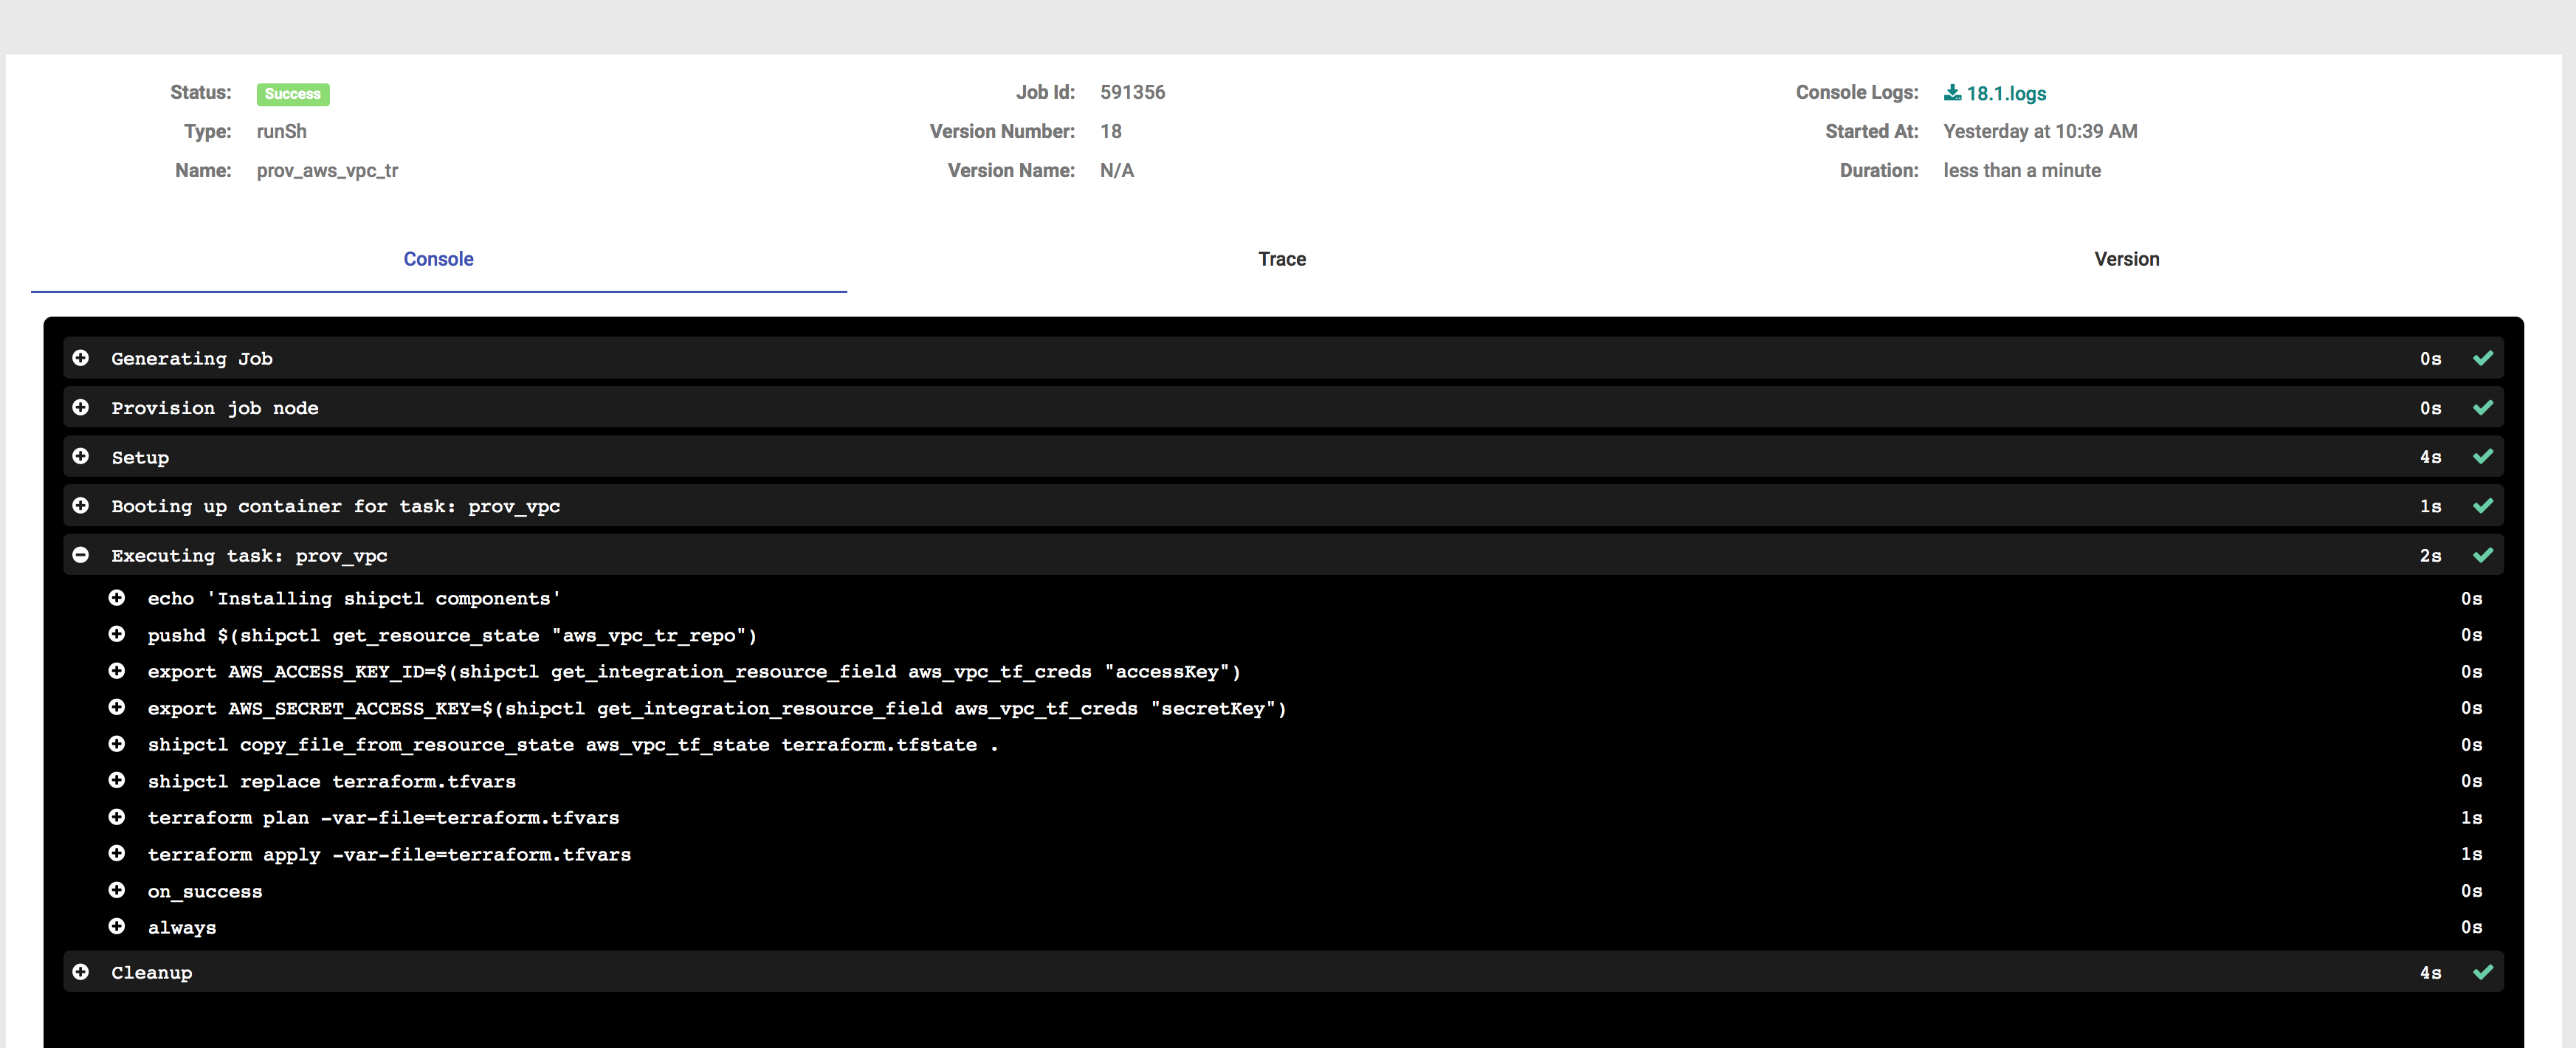 Status: Success Job Id: 591356 Console Logs: 18.1.logs
Type: runSh Version Number: 18 Started At: Yesterday at 10:39 AM
Name: prov_aws_vpc_tr Version Name: N/A Duration: less than a minute
Console Trace Version
Generating Job 0s
Provision job node 0s
Setup 4s
Booting up container for task: prov_vpc 1s
Executing task: prov_vpc 2s
echo 'Installing shipctl components' 0s
pushd $(shipctl get_resource_state "aws_vpc_tr_repo") 0s
export AWS_ACCESS_KEY_ID=$(shipctl get_integration_resource_field aws_vpc_tf_creds "accessKey") 0s
export AWS_SECRET_ACCESS_KEY=$(shipctl get_integration_resource_field aws_vpc_tf_creds "secretKey") 0s
shipctl copy_file_from_resource_state aws_vpc_tf_state terraform.tfstate . 0s
shipctl replace terraform.tfvars 0s
terraform plan -var-file=terraform.tfvars 1s
terraform apply -var-file=terraform.tfvars 1s
on_success 0s
always 0s
Cleanup 4s